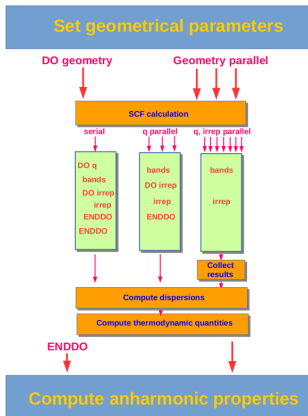 Set geometrical parameters
DO geometry
Geometry parallel
SCF calculation
serial
q parallel
q, irrep parallel
DO q
bands
DO irrep
irrep
ENDDO
ENDDO
bands
DO irrep
irrep
ENDDO
bands
irrep
Collect
results
Compute dispersions
Compute thermodynamic quantities
ENDDO
Compute anharmonic properties